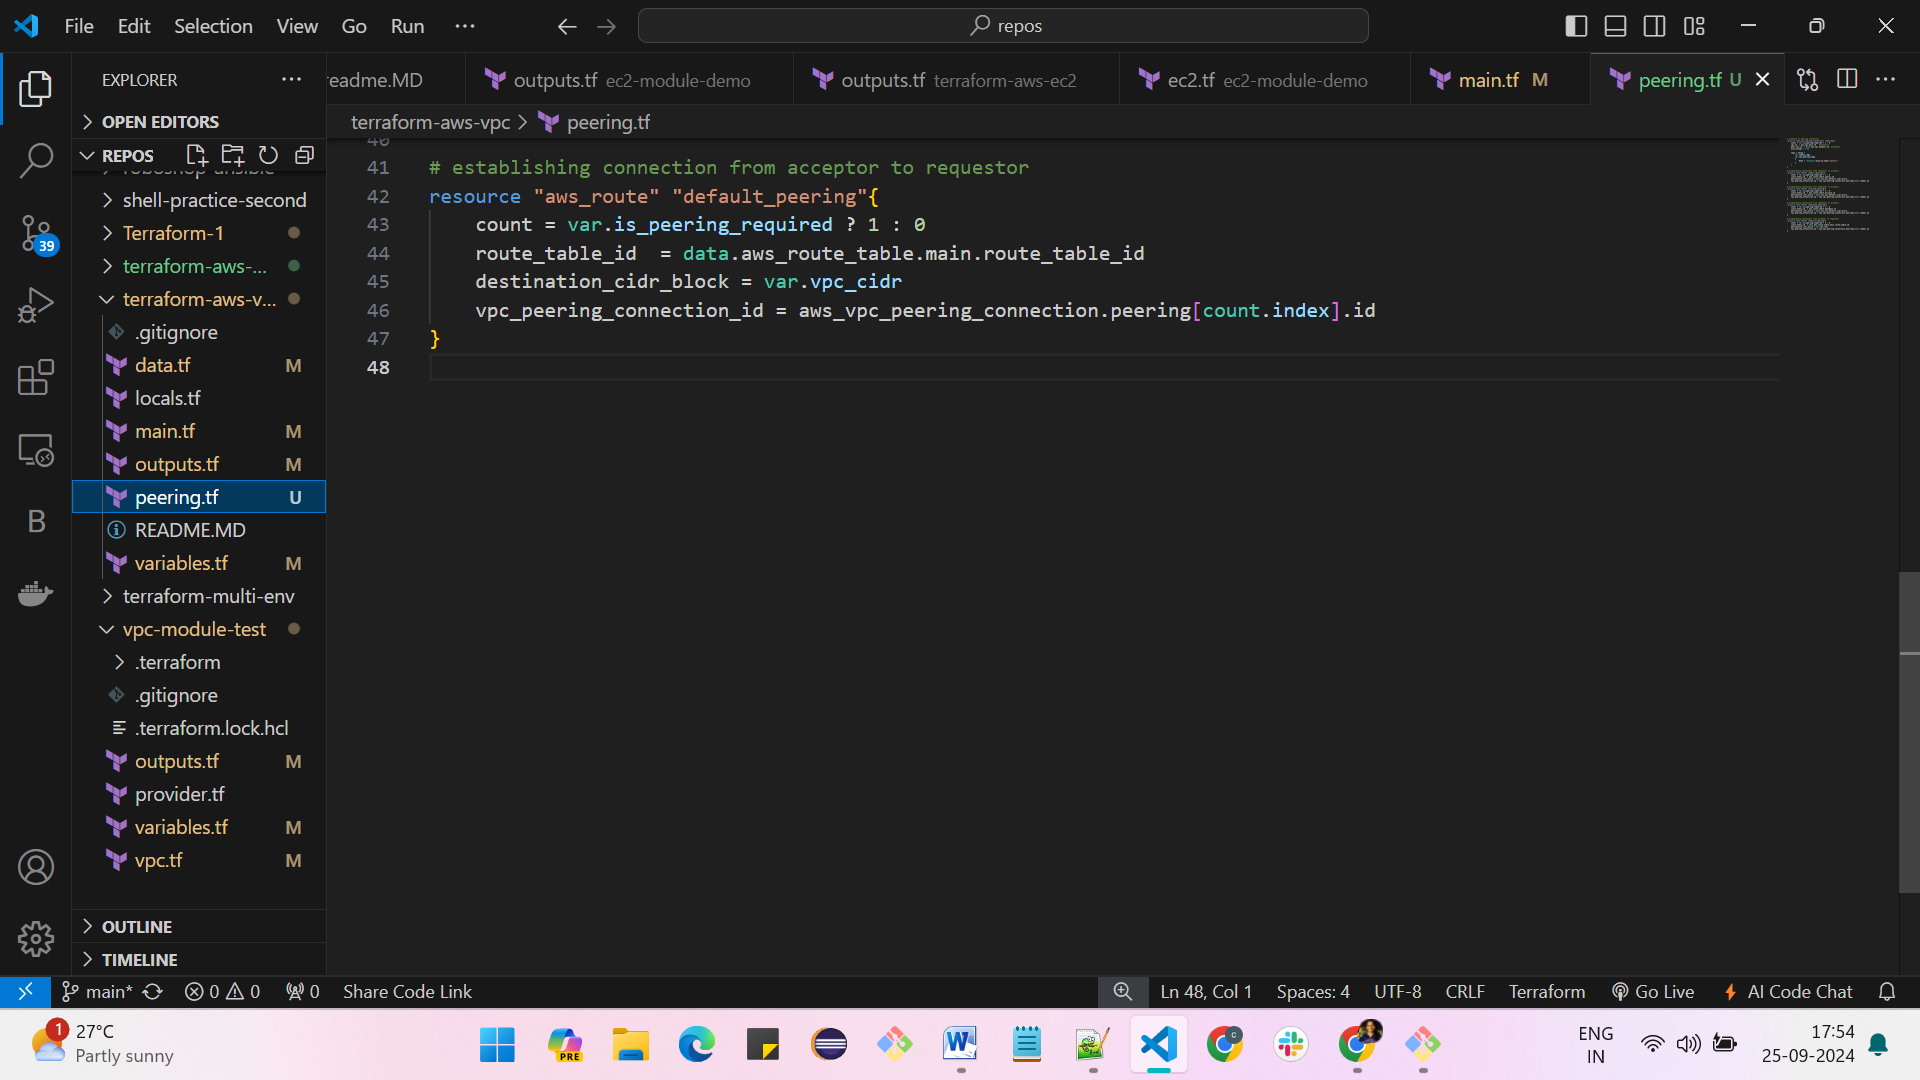 File Edit Selection View Go Run ···
repos
EXPLORER ···
readme.MD
outputs.tf ec2-module-demo
outputs.tf terraform-aws-ec2
ec2.tf ec2-module-demo
main.tf M
peering.tf U
OPEN EDITORS
REPOS
terraform-aws-vpc > peering.tf
roboshop-ansible
shell-practice-second
Terraform-1
terraform-aws-...
terraform-aws-v...
.gitignore
data.tf M
locals.tf
main.tf M
outputs.tf M
peering.tf U
README.MD
variables.tf M
terraform-multi-env
vpc-module-test
.terraform
.gitignore
.terraform.lock.hcl
outputs.tf M
provider.tf
variables.tf M
vpc.tf M
OUTLINE
TIMELINE
39
B
40
41 # establishing connection from acceptor to requestor
42 resource "aws_route" "default_peering"{
43 count = var.is_peering_required ? 1 : 0
44 route_table_id  = data.aws_route_table.main.route_table_id
45 destination_cidr_block = var.vpc_cidr
46 vpc_peering_connection_id = aws_vpc_peering_connection.peering[count.index].id
47 }
48
main* 0 0 0 Share Code Link
Ln 48, Col 1 Spaces: 4 UTF-8 CRLF Terraform Go Live AI Code Chat
1
27°C
Partly sunny
PRE
W
C
ENG
IN
17:54
25-09-2024